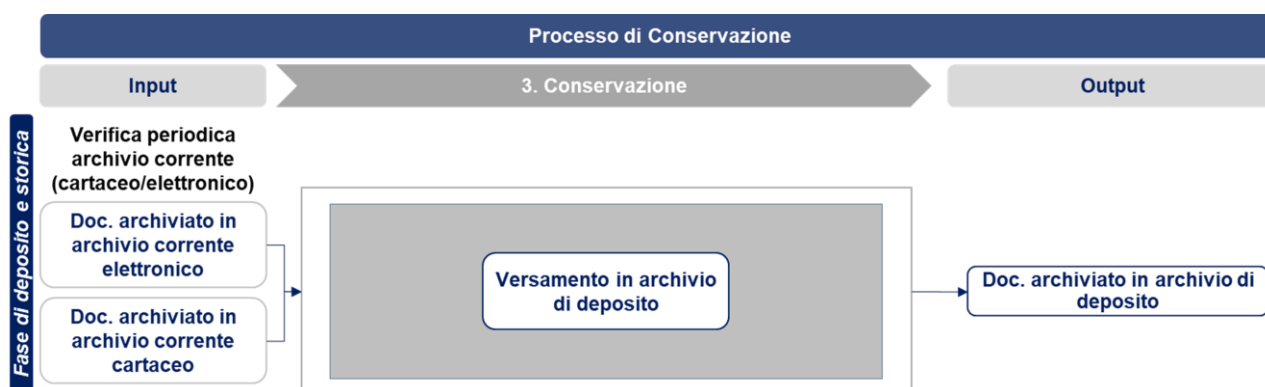 Processo di Conservazione
Input
3. Conservazione
Output
Fase di deposito e storica
Verifica periodica
archivio corrente
(cartaceo/elettronico)
Doc. archiviato in
archivio corrente
elettronico
Doc. archiviato in
archivio corrente
cartaceo
Versamento in archivio
di deposito
Doc. archiviato in archivio di
deposito